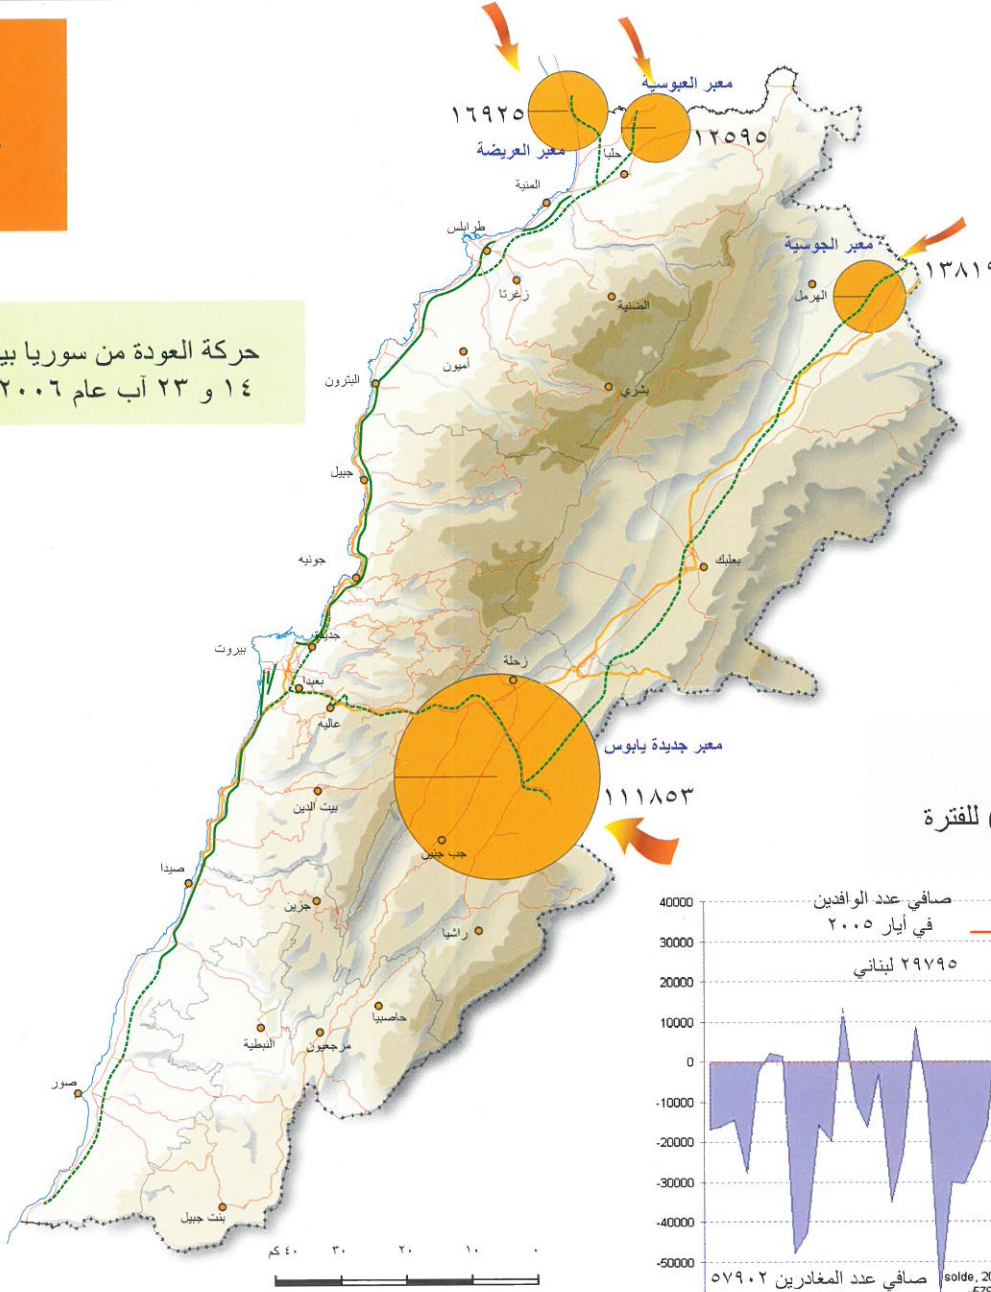 معبر العبوسية
١٦٩٢٥
١٢٥٩٥
معبر العريضة
حلبا
المنية
طرابلس
معبر الجوسية
١٣٨١٩
زغرتا
الضنية
الهرمل
حركة العودة من سوريا بي
١٤ و ٢٣ آب عام ٢٠٠٦
أميون
البترون
بشري
جبيل
جونيه
بعلبك
جديدة
بيروت
زحلة
بعبدا
عاليه
معبر جديدة يابوس
١١١٨٥٣
بيت الدين
) للفترة
جب جنين
صيدا
جزين
راشيا
حاصبيا
النبطية
مرجعيون
صور
بنت جبيل
٤٠ كم
٣٠
٢٠
١٠
٠
صافي عدد الوافدين
في أيار ٢٠٠٥
٢٩٧٩٥ لبناني
40000
30000
20000
10000
0
-10000
-20000
-30000
-40000
-50000
صافي عدد المغادرين ٥٧٩٠٢
solde, 20